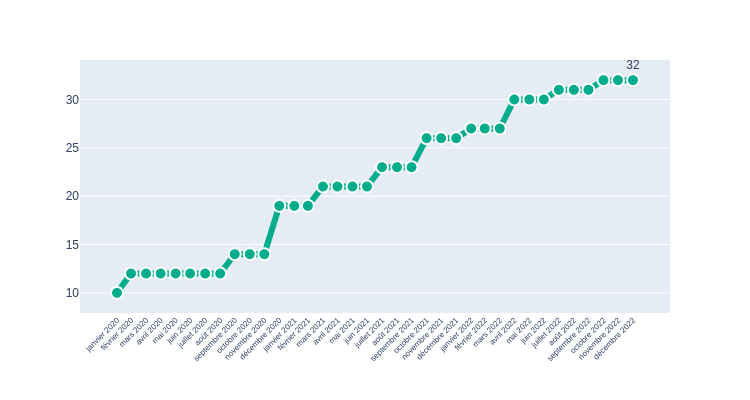 32
30
25
20
15
10
janvier 2020
février 2020
mars 2020
avril 2020
mai 2020
juin 2020
juillet 2020
août 2020
septembre 2020
octobre 2020
novembre 2020
décembre 2020
janvier 2021
février 2021
mars 2021
avril 2021
mai 2021
juin 2021
juillet 2021
août 2021
septembre 2021
octobre 2021
novembre 2021
décembre 2021
janvier 2022
février 2022
mars 2022
avril 2022
mai 2022
juin 2022
juillet 2022
août 2022
septembre 2022
octobre 2022
novembre 2022
décembre 2022